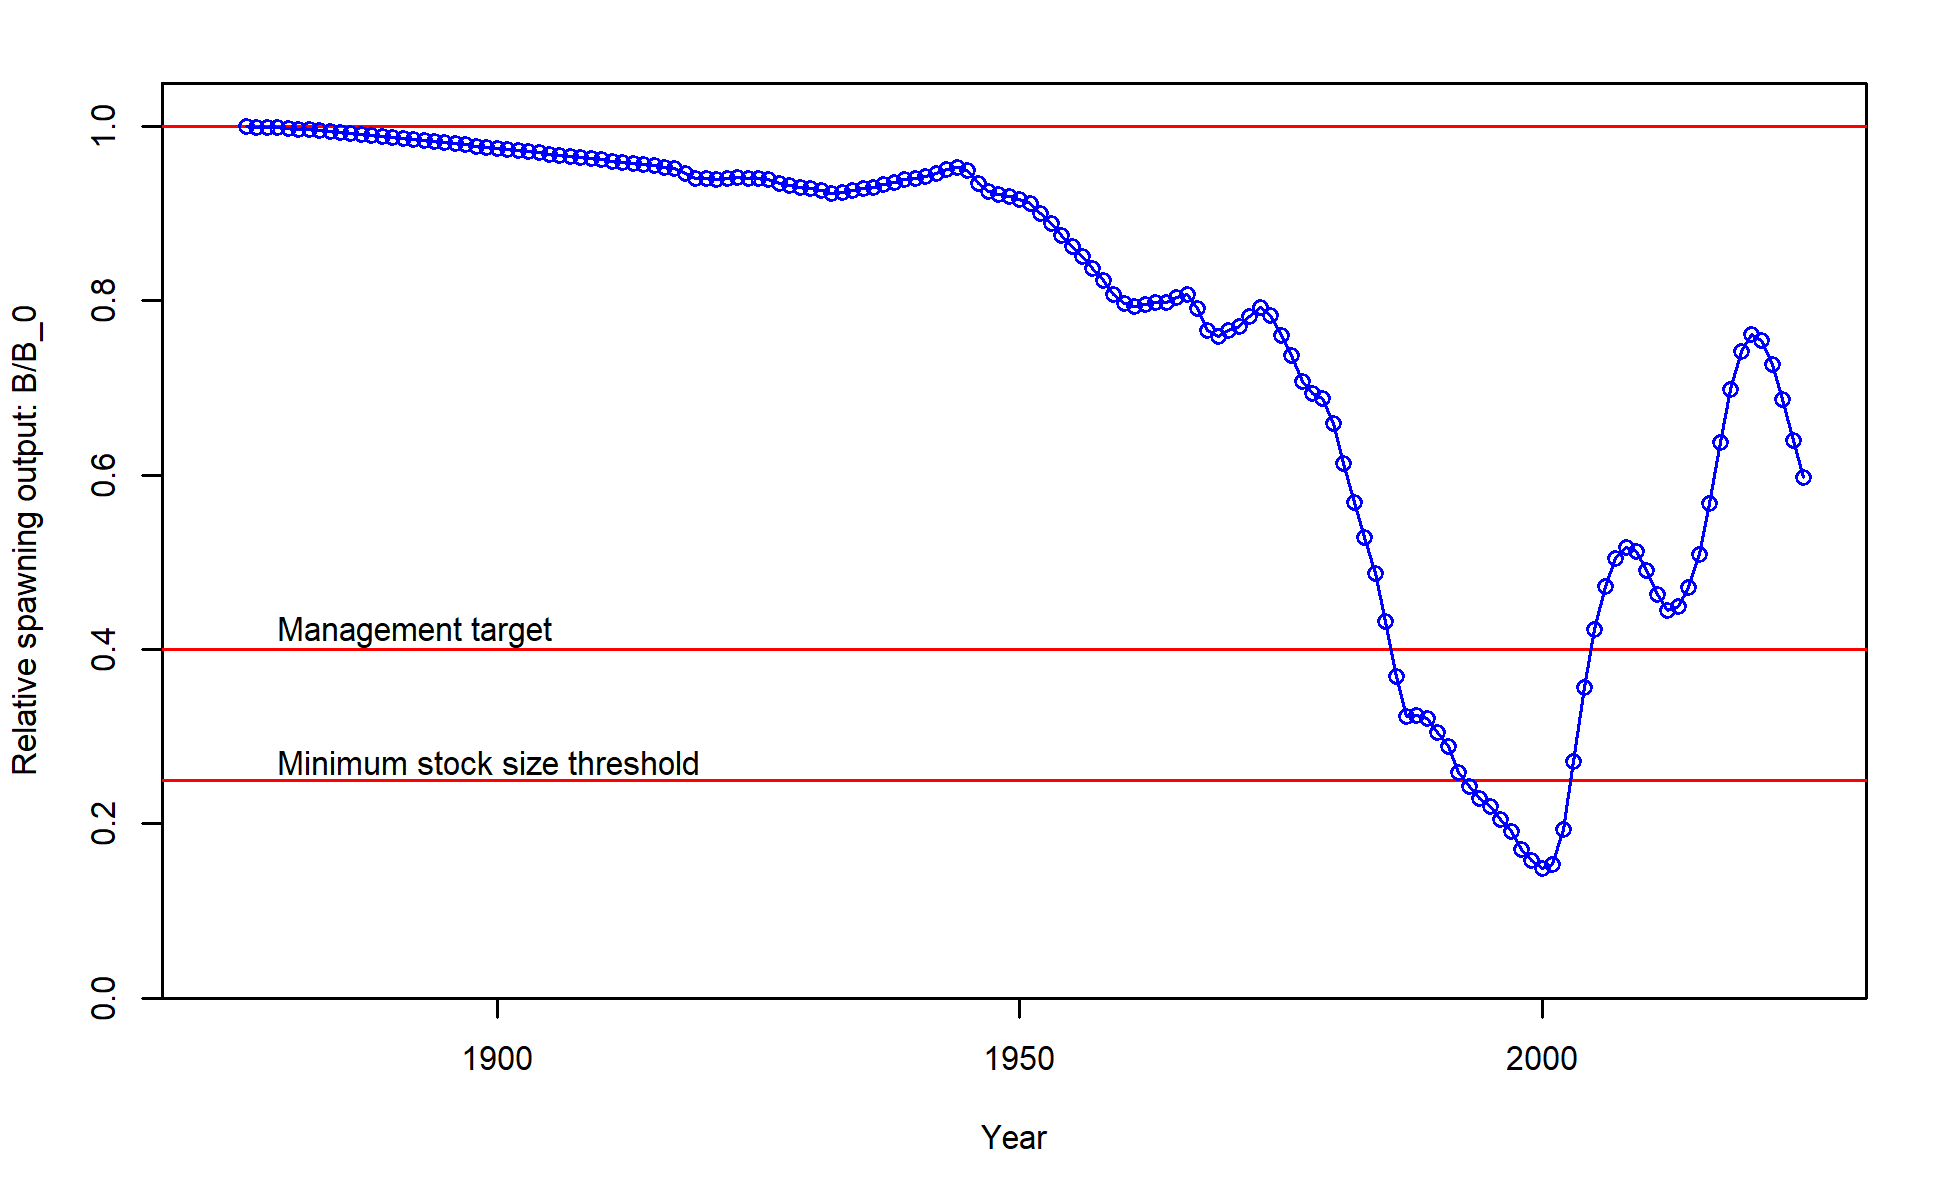 Relative spawning output: B/B_0
1.0
0.8
0.6
0.4
0.2
0.0
Management target
Minimum stock size threshold
1900
1950
2000
Year